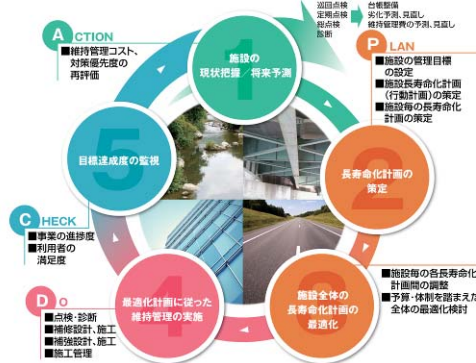 巡回点検
定期点検
総点検
診断
台帳整備
劣化予測、見直し
維持管理費の予測、見直し
ACTION
■維持管理コスト、
対策優先度の
再評価
1
施設の
現状把握/将来予測
PLAN
■施設の管理目標
の設定
■施設長寿命化計画
(行動計画)の策定
■施設毎の長寿命化
計画の策定
2
長寿命化計画の
策定
5
目標達成度の監視
CHECK
■事業の進捗度
■利用者の
満足度
3
施設全体の
長寿命化計画の
最適化
■施設毎の各長寿命化
計画間の調整
■予算・体制を踏まえた
全体の最適化検討
4
最適化計画に従った
維持管理の実施
DO
■点検・診断
■補修設計、施工
■補強設計、施工
■施工管理